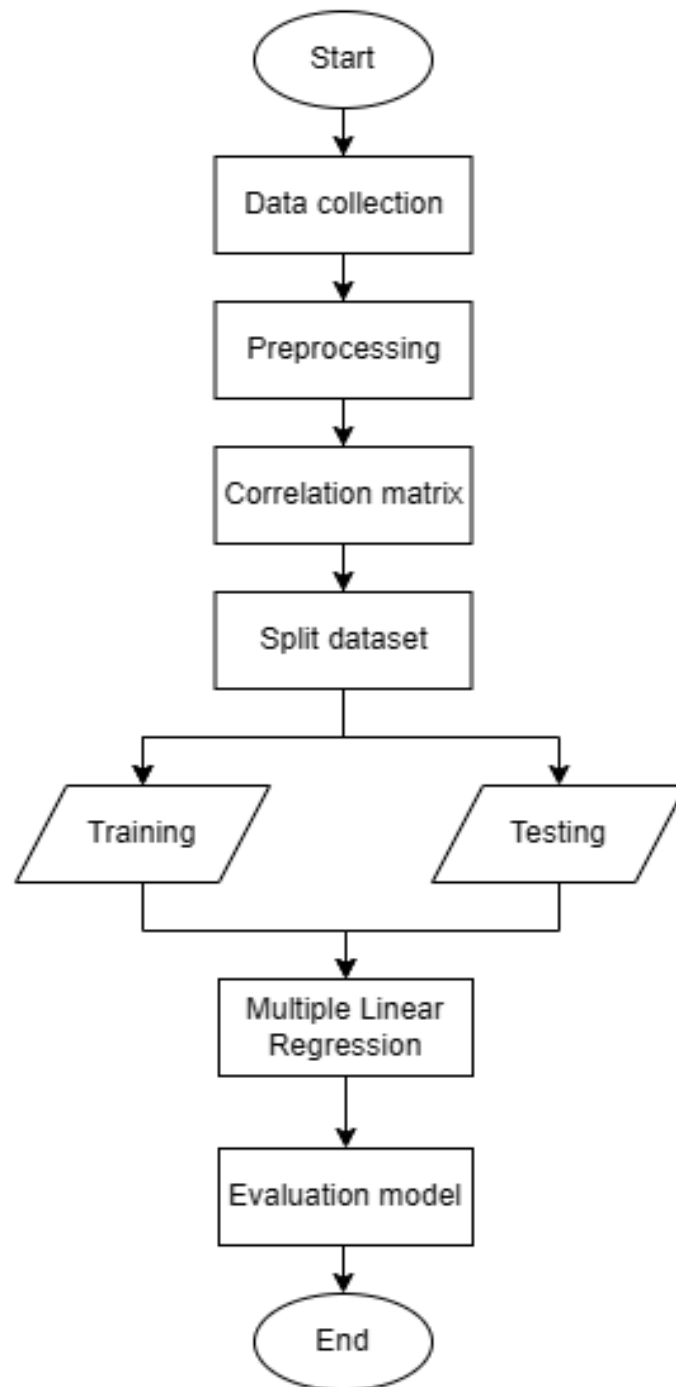 Start
Data collection
Preprocessing
Correlation matrix
Split dataset
Training
Testing
Multiple Linear
Regression
Evaluation model
End